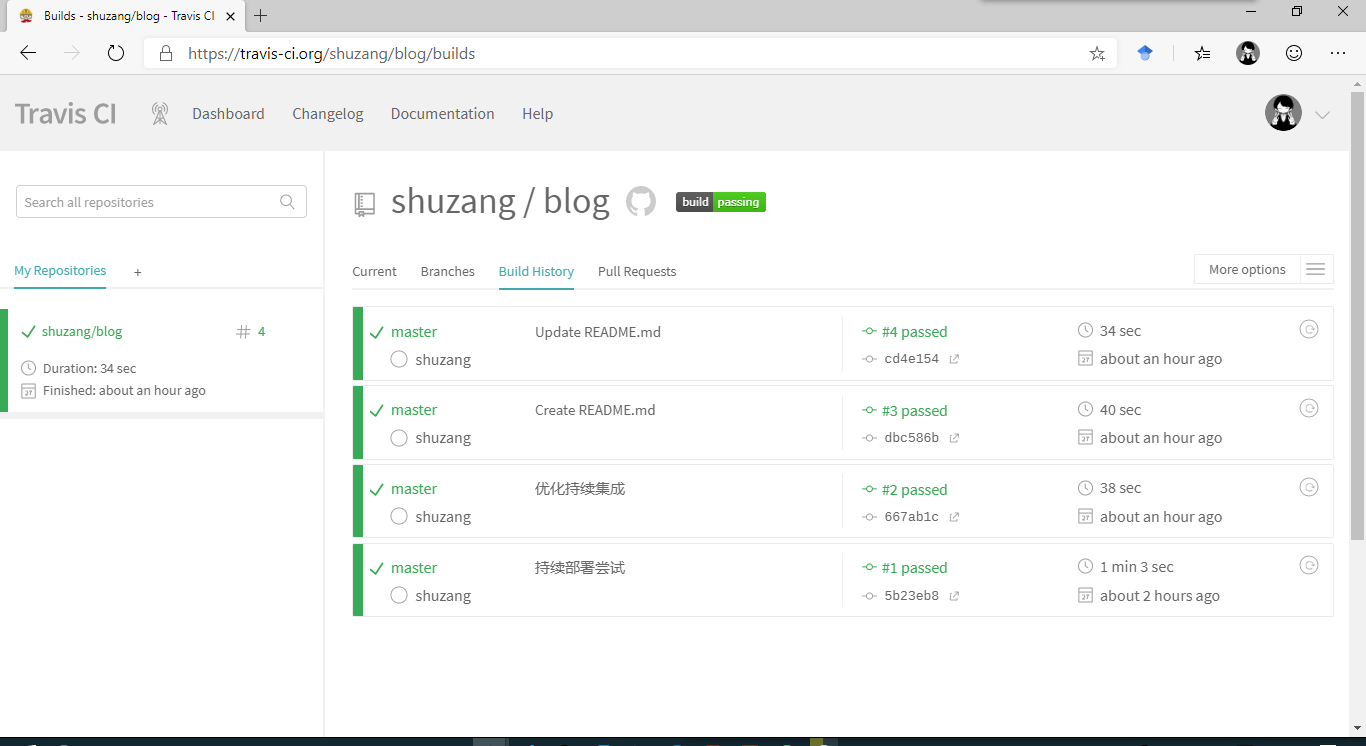 Builds - shuzang/blog - Travis CI
https://travis-ci.org/shuzang/blog/builds
Travis CI
Dashboard
Changelog
Documentation
Help
Search all repositories
My Repositories
+
shuzang/blog
# 4
Duration: 34 sec
Finished: about an hour ago
shuzang / blog
build passing
Current
Branches
Build History
Pull Requests
More options
master
Update README.md
#4 passed
34 sec
shuzang
cd4e154
about an hour ago
master
Create README.md
#3 passed
40 sec
shuzang
dbc586b
about an hour ago
master
优化持续集成
#2 passed
38 sec
shuzang
667ab1c
about an hour ago
master
持续部署尝试
#1 passed
1 min 3 sec
shuzang
5b23eb8
about 2 hours ago